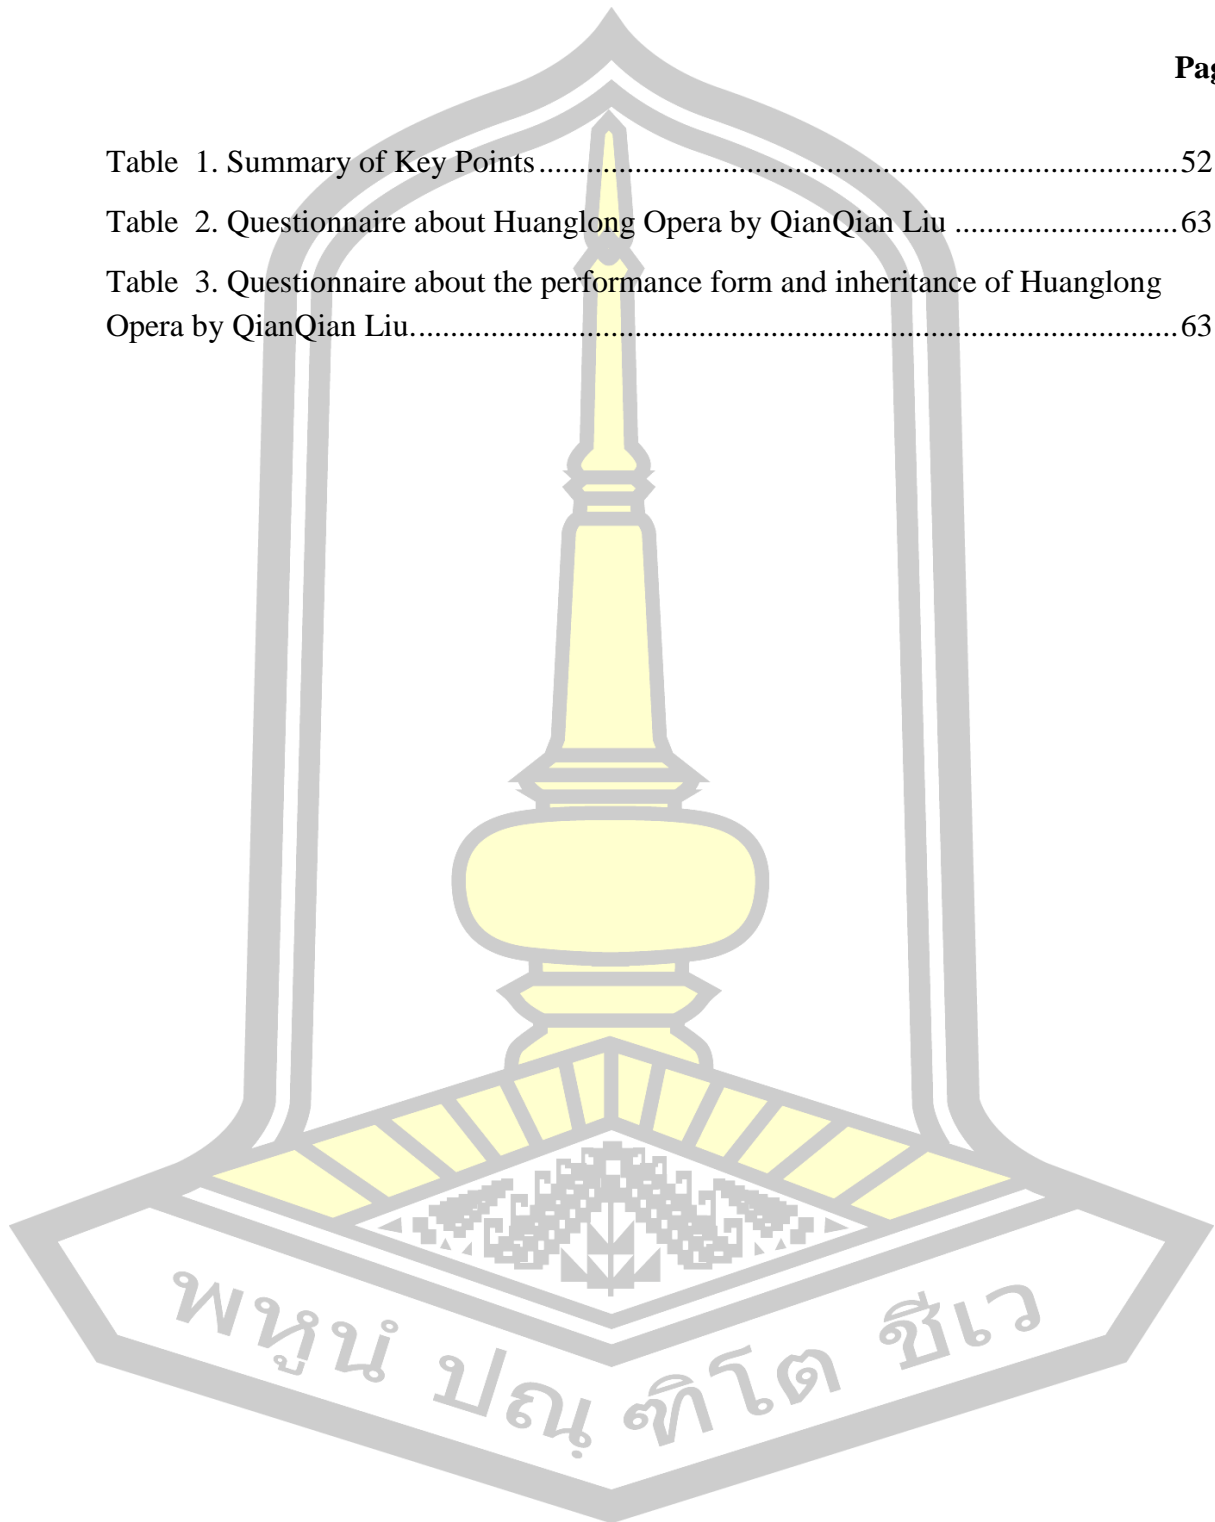 Pag
Table 1. Summary of Key Points................................................................................52
Table 2. Questionnaire about Huanglong Opera by QianQian Liu ............................63
Table 3. Questionnaire about the performance form and inheritance of Huanglong
Opera by QianQian Liu................................................................................................63
พหูนํ ปณฺฑิโต ชีเว